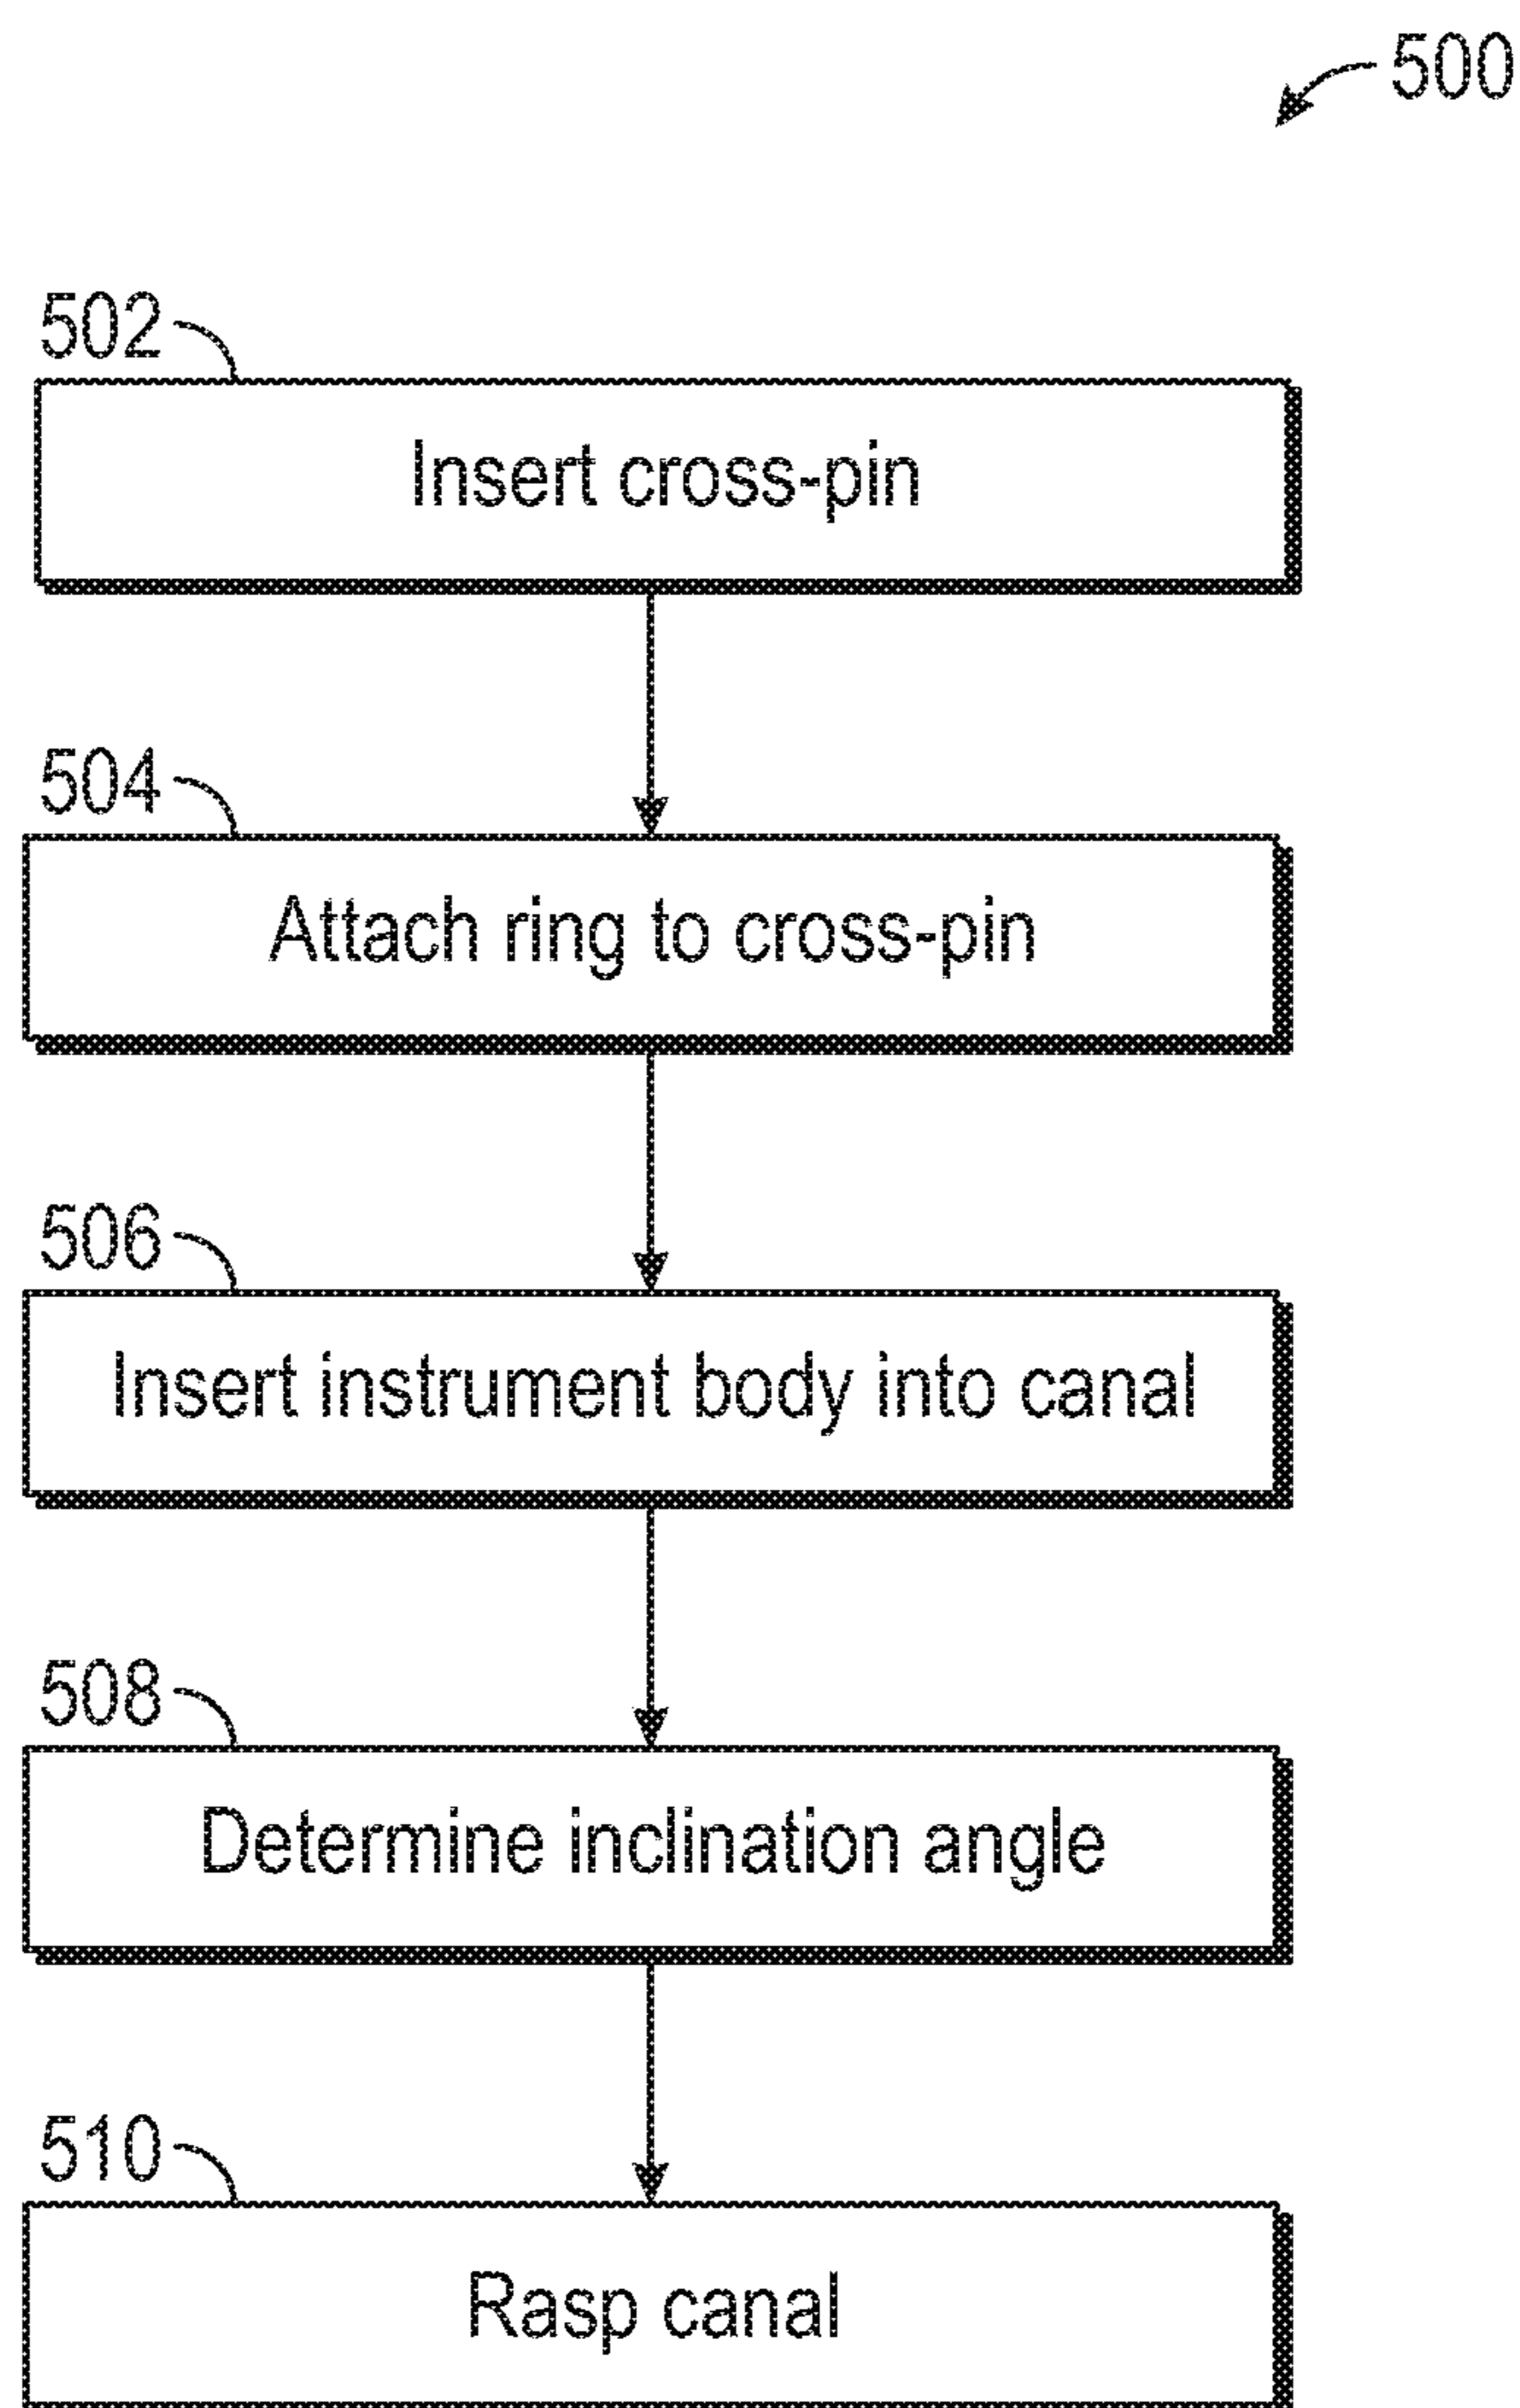 500
502
Insert cross-pin
504
Attach ring to cross-pin
506
Insert instrument body into canal
508
Determine inclination angle
510
Rasp canal